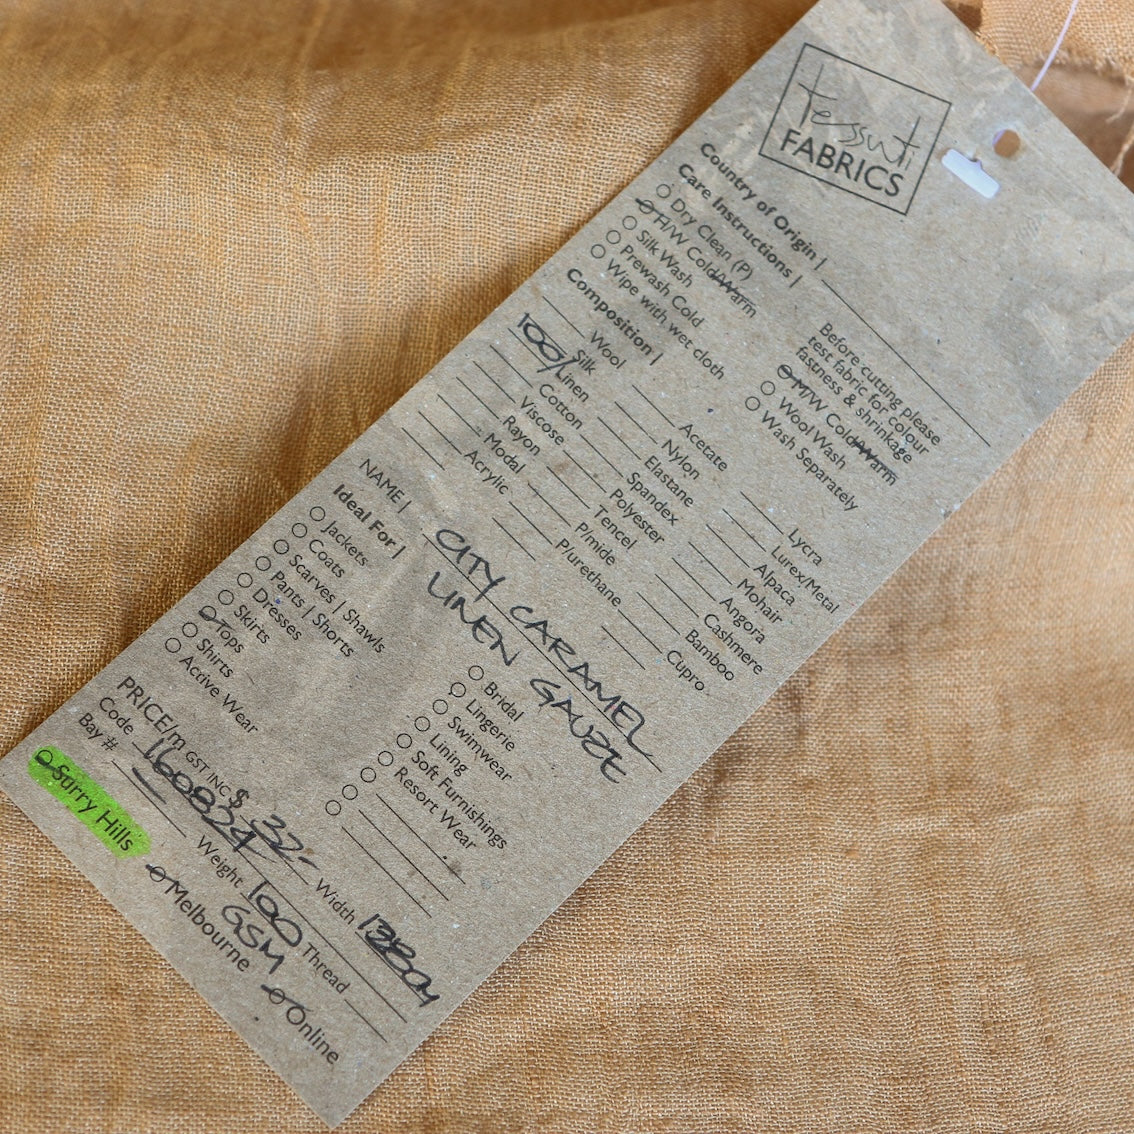 tessuti
FABRICS
Country of Origin |
Care Instructions |
Dry Clean (P)
H/W Cold/Warm
Silk Wash
Prewash Cold
Wipe with wet cloth
Before cutting please
test fabric for colour
fastness & shrinkage
M/W Cold/Warm
Wool Wash
Wash Separately
Composition |
Wool
Silk
100% Linen
Cotton
Viscose
Rayon
Modal
Acrylic
Acetate
Nylon
Elastane
Spandex
Polyester
Tencel
P/mide
P/urethane
Lycra
Lurex/Metal
Alpaca
Mohair
Angora
Cashmere
Bamboo
Cupro
NAME | CITY CARAMEL
LINEN GAUZE
Ideal For |
Jackets
Coats
Scarves | Shawls
Pants | Shorts
Dresses
Skirts
Tops
Shirts
Active Wear
Bridal
Lingerie
Swimwear
Lining
Soft Furnishings
Resort Wear
PRICE/m GST INC $ 32-
Width
Code
Weight 100
GSM
Thread
Bay #
Surry Hills
Melbourne
Online